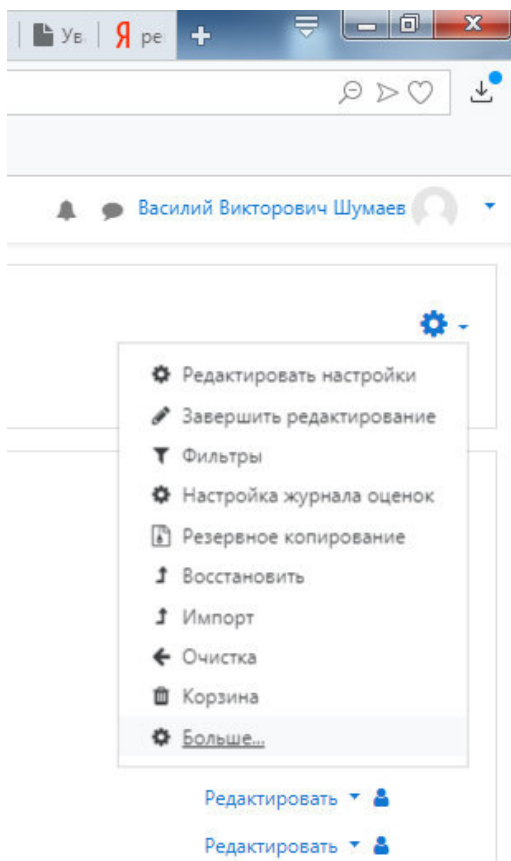 Ув.
Я ре
Василий Викторович Шумаев
Редактировать настройки
Завершить редактирование
Фильтры
Настройка журнала оценок
Резервное копирование
Восстановить
Импорт
Очистка
Корзина
Больше...
Редактировать
Редактировать